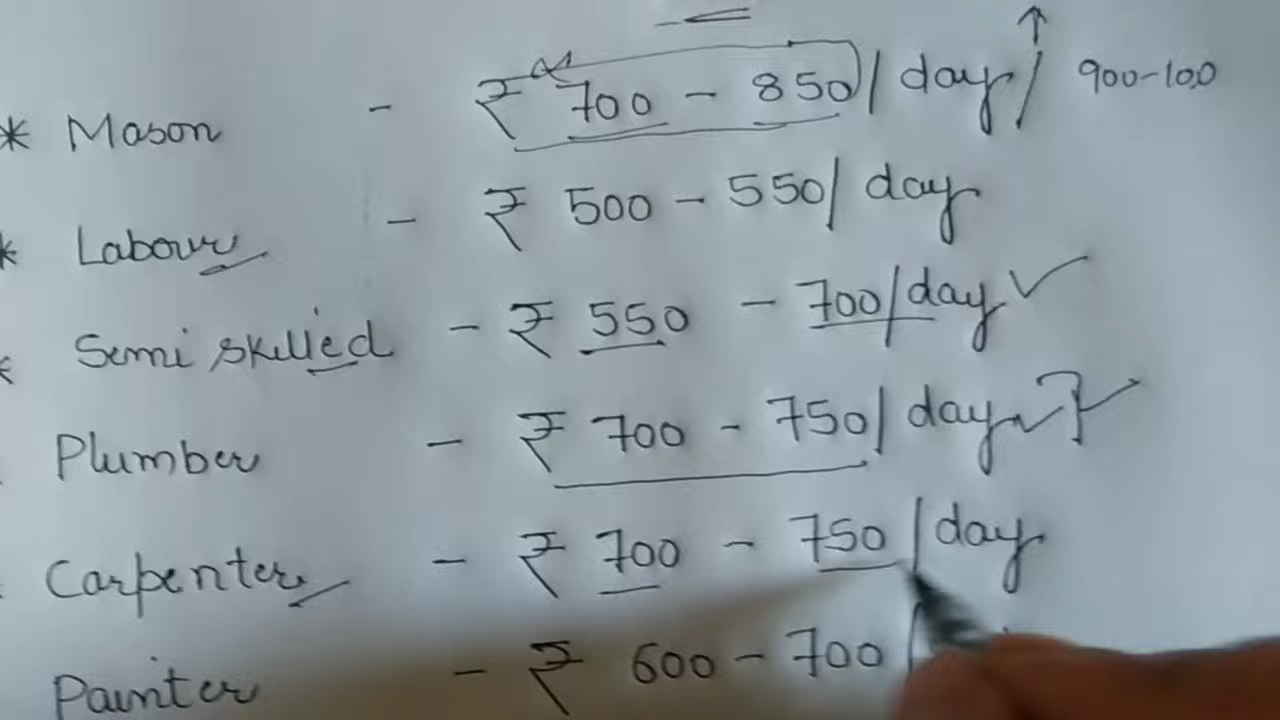 * Mason - ₹ 700 - 850/day/ 900-100
* Labour - ₹ 500 - 550/day
* Semi skilled - ₹ 550 - 700/day
Plumber - ₹ 700 - 750/day
Carpenter - ₹ 700 - 750/day
Painter - ₹ 600 - 700/